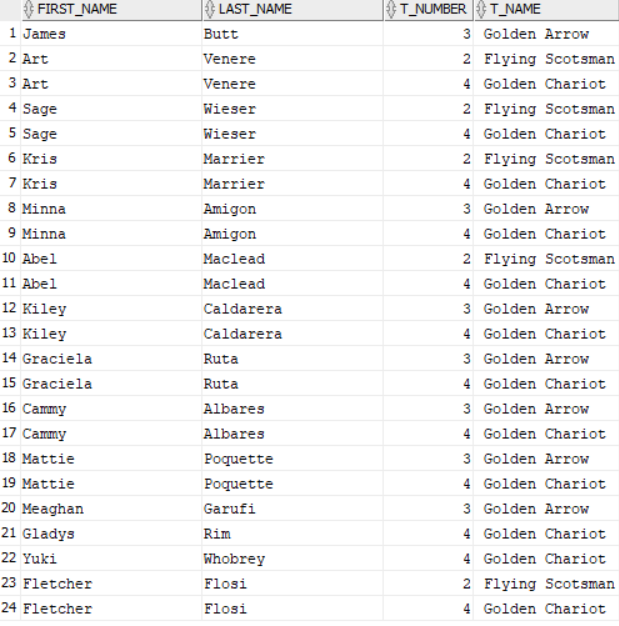 FIRST_NAME LAST_NAME T_NUMBER T_NAME
1 James Butt 3 Golden Arrow
2 Art Venere 2 Flying Scotsman
3 Art Venere 4 Golden Chariot
4 Sage Wieser 2 Flying Scotsman
5 Sage Wieser 4 Golden Chariot
6 Kris Marrier 2 Flying Scotsman
7 Kris Marrier 4 Golden Chariot
8 Minna Amigon 3 Golden Arrow
9 Minna Amigon 4 Golden Chariot
10 Abel Maclead 2 Flying Scotsman
11 Abel Maclead 4 Golden Chariot
12 Kiley Caldarera 3 Golden Arrow
13 Kiley Caldarera 4 Golden Chariot
14 Graciela Ruta 3 Golden Arrow
15 Graciela Ruta 4 Golden Chariot
16 Cammy Albares 3 Golden Arrow
17 Cammy Albares 4 Golden Chariot
18 Mattie Poquette 3 Golden Arrow
19 Mattie Poquette 4 Golden Chariot
20 Meaghan Garufi 3 Golden Arrow
21 Gladys Rim 4 Golden Chariot
22 Yuki Whobrey 4 Golden Chariot
23 Fletcher Flosi 2 Flying Scotsman
24 Fletcher Flosi 4 Golden Chariot